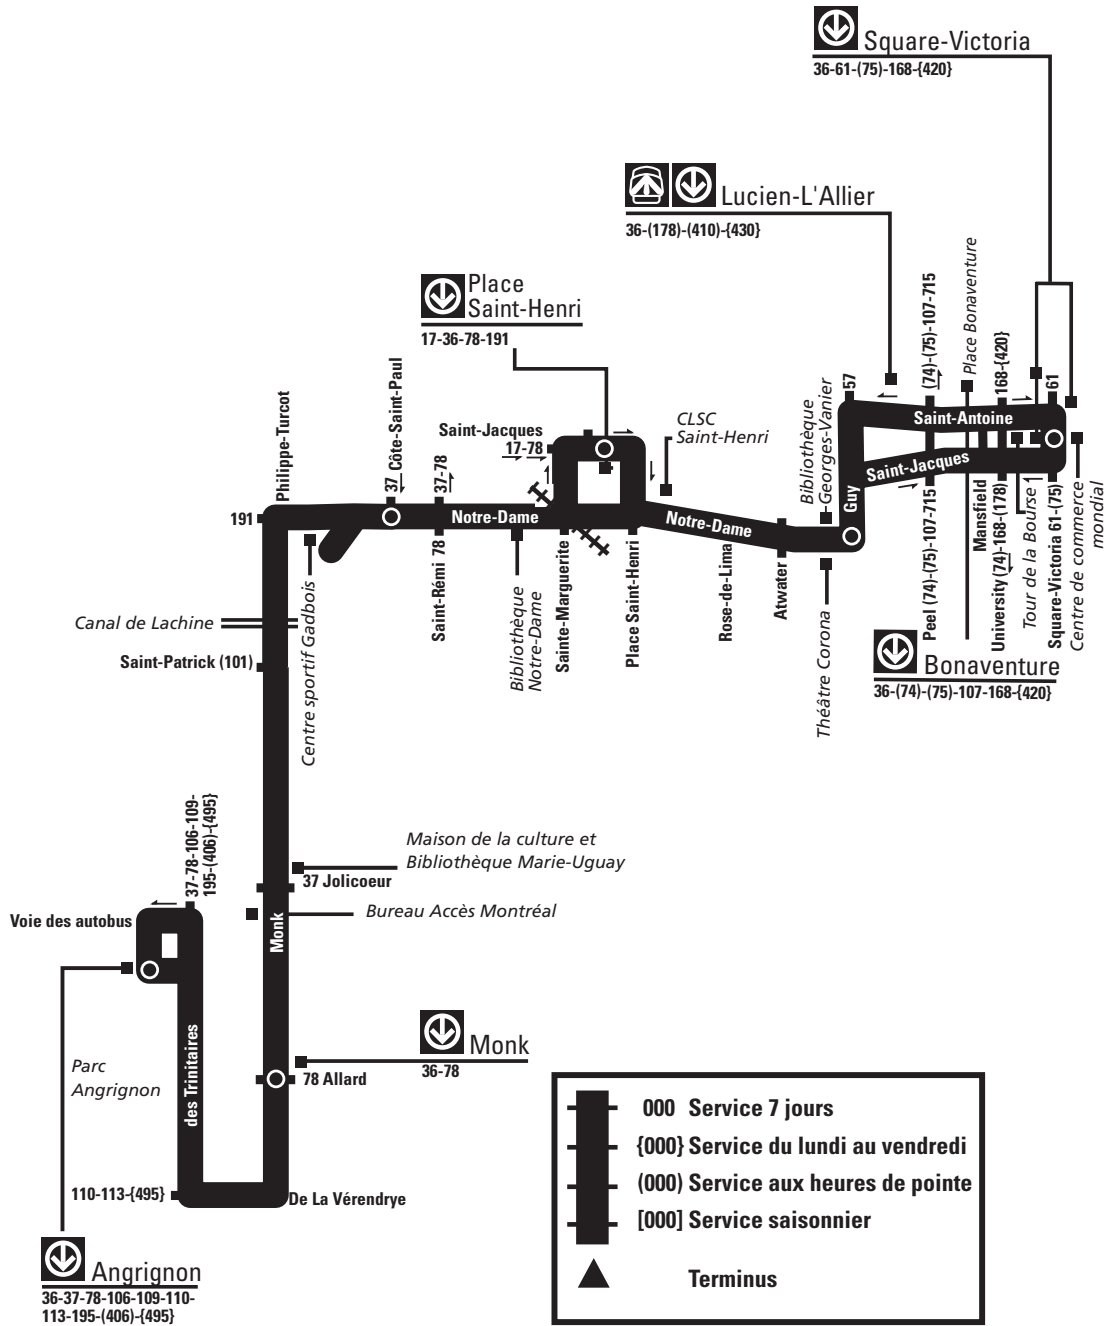 Square-Victoria
36-61-(75)-168-{420}
Lucien-L'Allier
36-(178)-(410)-{430}
Place
Saint-Henri
17-36-78-191
Philippe-Turcot
37 Côte-Saint-Paul
37-78
Saint-Jacques
17-78
CLSC
Saint-Henri
Bibliothèque
Georges-Vanier
57
(74)-(75)-107-715
Place Bonaventure
168-{420}
61
Saint-Antoine
Saint-Jacques
Guy
191
Notre-Dame
Notre-Dame
Saint-Rémi 78
Bibliothèque
Notre-Dame
Sainte-Marguerite
Place Saint-Henri
Rose-de-Lima
Atwater
Théâtre Corona
Peel (74)-(75)-107-715
Mansfield
University (74)-168-(178)
Tour de la Bourse
Square-Victoria 61-(75)
Centre de commerce
mondial
Bonaventure
36-(74)-(75)-107-168-{420}
Canal de Lachine
Saint-Patrick (101)
Centre sportif Gadbois
37-78-106-109-
195-(406)-{495}
Maison de la culture et
Bibliothèque Marie-Uguay
37 Jolicoeur
Bureau Accès Montréal
Voie des autobus
Monk
des Trinitaires
Parc
Angrignon
Monk
36-78
78 Allard
110-113-{495}
De La Vérendrye
Angrignon
36-37-78-106-109-110-
113-195-(406)-{495}
000 Service 7 jours
{000} Service du lundi au vendredi
(000) Service aux heures de pointe
[000] Service saisonnier
Terminus